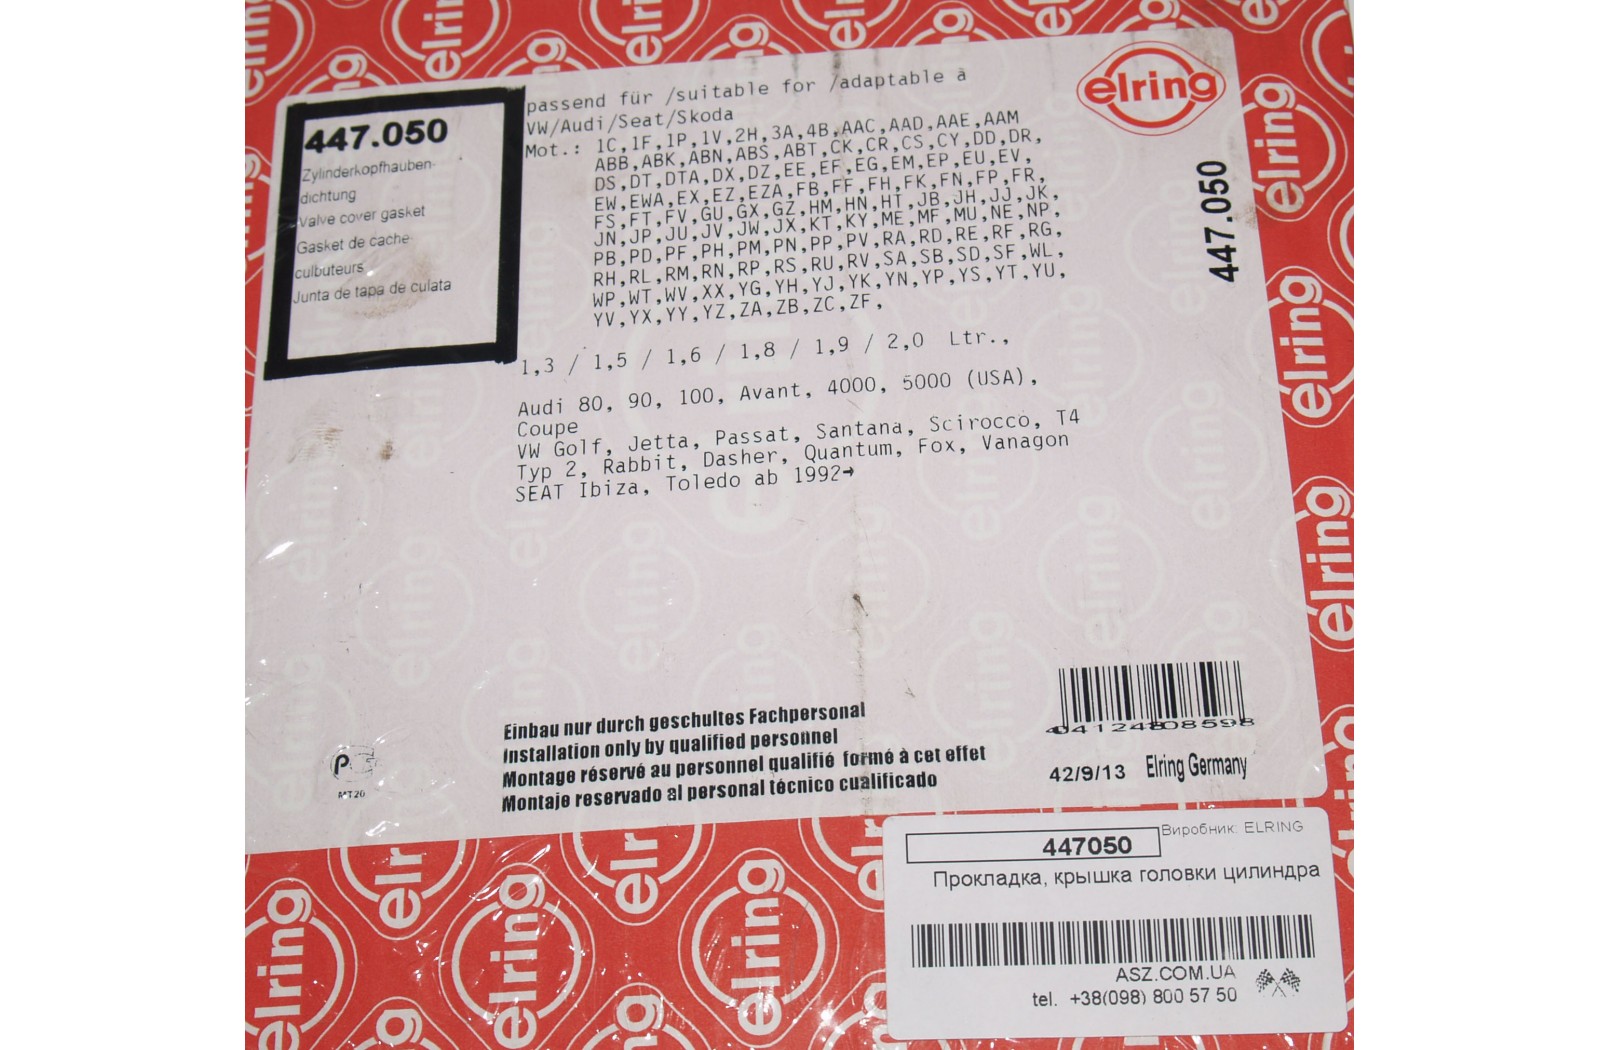 447.050
Zylinderkopfhauben-
dichtung
Valve cover gasket
Gasket de cache-
culbuteurs
Junta de tapa de culata
passend für /suitable for /adaptable à
VW/Audi/Seat/Skoda
Mot.: 1C,1F,1P,1V,2H,3A,4B,AAC,AAD,AAE,AAM
ABB,ABK,ABN,ABS,ABT,CK,CR,CS,CY,DD,DR,
DS,DT,DTA,DX,DZ,EE,EF,EG,EM,EP,EU,EV,
EW,EWA,EX,EZ,EZA,FB,FF,FH,FK,FN,FP,FR,
FS,FT,FV,GU,GX,GZ,HM,HN,HT,JB,JH,JJ,JK,
JN,JP,JU,JV,JW,JX,KT,KY,ME,MF,MU,NE,NP,
PB,PD,PF,PH,PM,PN,PP,PV,RA,RD,RE,RF,RG,
RH,RL,RM,RN,RP,RS,RU,RV,SA,SB,SD,SF,WL,
WP,WT,WV,XX,YG,YH,YJ,YK,YN,YP,YS,YT,YU,
YV,YX,YY,YZ,ZA,ZB,ZC,ZF,
1,3 / 1,5 / 1,6 / 1,8 / 1,9 / 2,0 Ltr.,
Audi 80, 90, 100, Avant, 4000, 5000 (USA),
Coupe
VW Golf, Jetta, Passat, Santana, Scirocco, T4
Typ 2, Rabbit, Dasher, Quantum, Fox, Vanagon
SEAT Ibiza, Toledo ab 1992→
elring
447.050
Einbau nur durch geschultes Fachpersonal
Installation only by qualified personnel
Montage réservé au personnel qualifié formé à cet effet
Montaje reservado al personal técnico cualificado
MT20
404124808598
42/9/13 Elring Germany
Виробник: ELRING
447050
Прокладка, крышка головки цилиндра
ASZ.COM.UA
tel. +38(098) 800 57 50